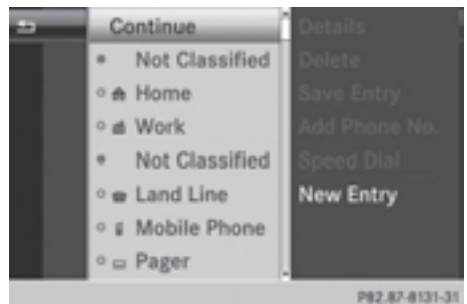 Continue
Not Classified
Home
Work
Not Classified
Land Line
Mobile Phone
Pager
Details
Delete
Save Entry
Add Phone No.
Speed Dial
New Entry
P82.87-8131-31